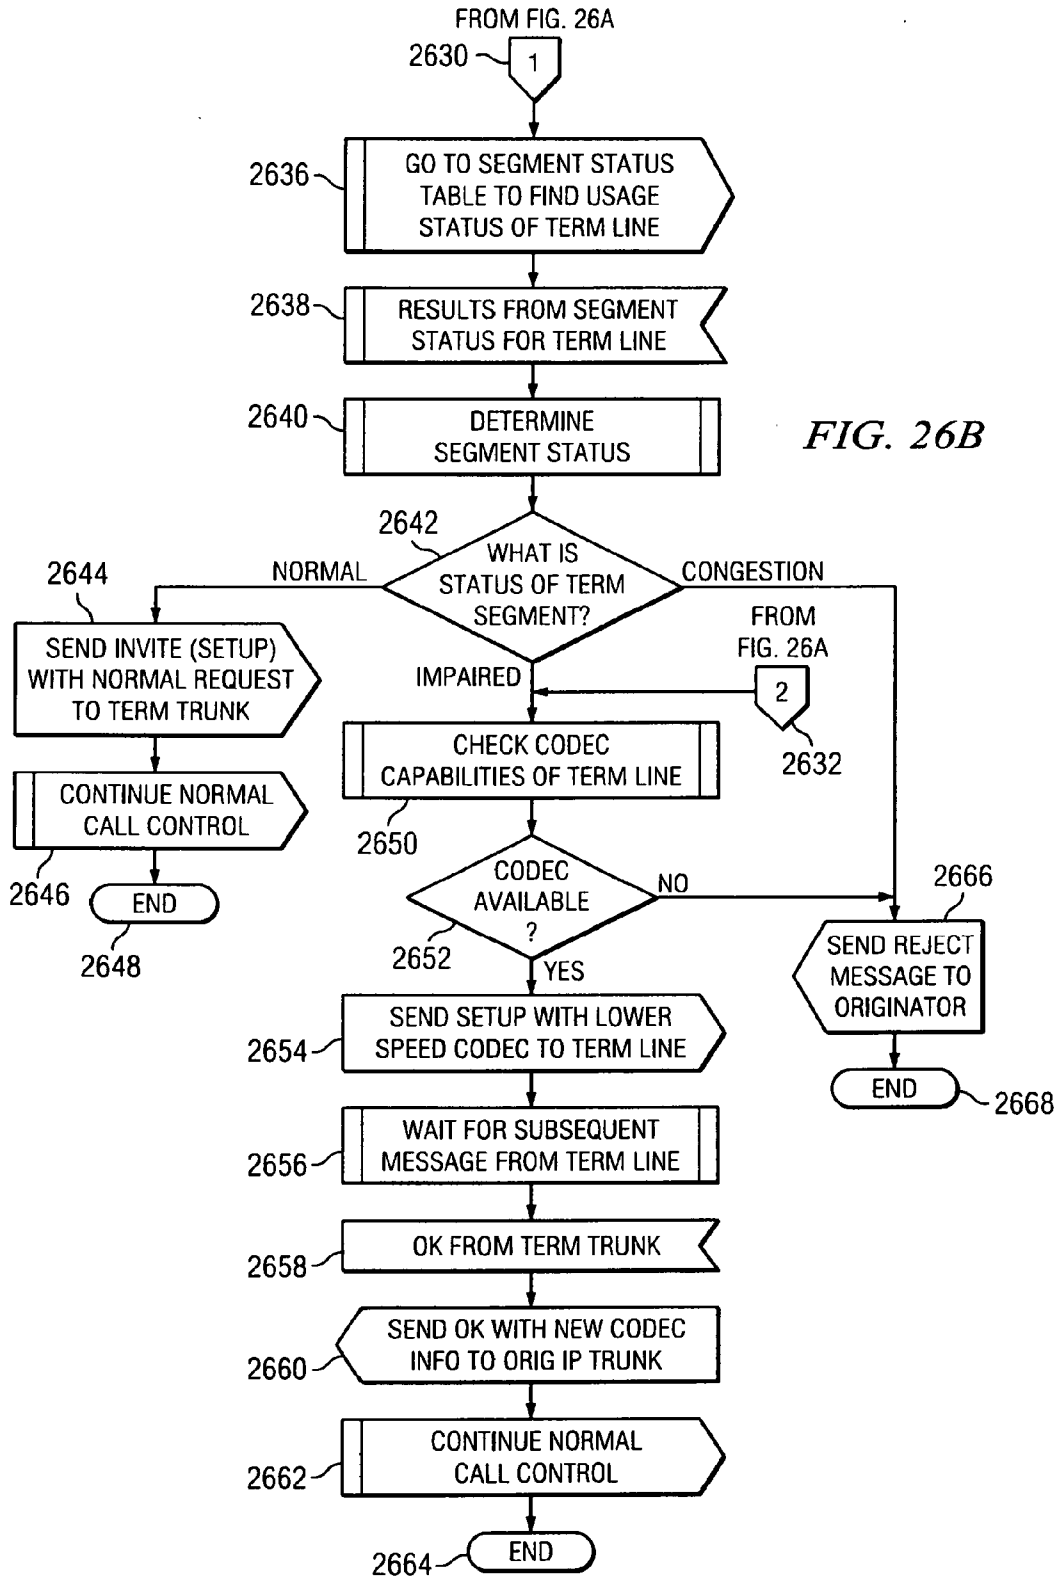 FROM FIG. 26A
2630
1
2636
GO TO SEGMENT STATUS
TABLE TO FIND USAGE
STATUS OF TERM LINE
2638
RESULTS FROM SEGMENT
STATUS FOR TERM LINE
2640
DETERMINE
SEGMENT STATUS
FIG. 26B
2642
WHAT IS
STATUS OF TERM
SEGMENT?
NORMAL
CONGESTION
IMPAIRED
2644
SEND INVITE (SETUP)
WITH NORMAL REQUEST
TO TERM TRUNK
CONTINUE NORMAL
CALL CONTROL
2646
END
2648
FROM
FIG. 26A
2
2632
CHECK CODEC
CAPABILITIES OF TERM LINE
2650
CODEC
AVAILABLE
?
2652
NO
YES
2666
SEND REJECT
MESSAGE TO
ORIGINATOR
END
2668
SEND SETUP WITH LOWER
SPEED CODEC TO TERM LINE
2654
WAIT FOR SUBSEQUENT
MESSAGE FROM TERM LINE
2656
OK FROM TERM TRUNK
2658
SEND OK WITH NEW CODEC
INFO TO ORIG IP TRUNK
2660
CONTINUE NORMAL
CALL CONTROL
2662
END
2664